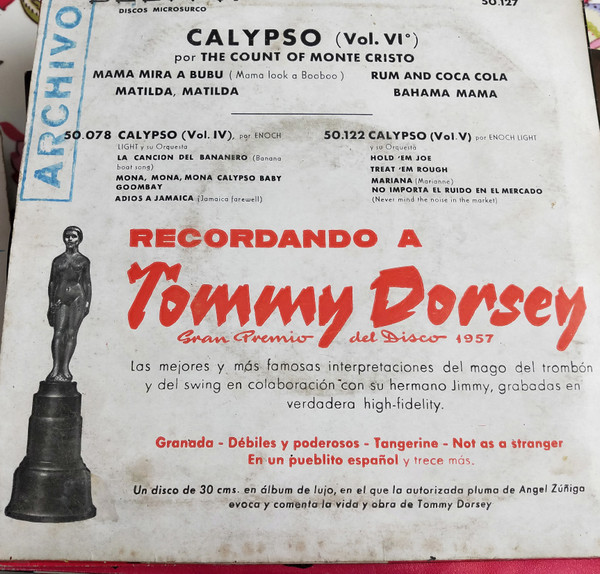 DISCOS MICROSURCO
50.127
ARCHIVO
CALYPSO (Vol. VI°)
por THE COUNT OF MONTE CRISTO
MAMA MIRA A BUBU (Mama look a Booboo)
MATILDA, MATILDA
RUM AND COCA COLA
BAHAMA MAMA
50.078 CALYPSO (Vol. IV), por ENOCH
LIGHT y su Orquesta
LA CANCION DEL BANANERO (Banana
boat song)
MONA, MONA, MONA CALYPSO BABY
GOOMBAY
ADIOS A JAMAICA (Jamaica farewell)
50.122 CALYPSO (Vol. V) por ENOCH LIGHT
y su Orquesta
HOLD 'EM JOE
TREAT 'EM ROUGH
MARIANA (Marianne)
NO IMPORTA EL RUIDO EN EL MERCADO
(Never mind the noise in the market)
RECORDANDO A
Tommy Dorsey
Gran Premio del Disco 1957
Las mejores y más famosas interpretaciones del mago del trombón
y del swing en colaboración con su hermano Jimmy, grabadas en
verdadera high-fidelity.
Granada - Débiles y poderosos - Tangerine - Not as a stranger
En un pueblito español y trece más.
Un disco de 30 cms. en álbum de lujo, en el que la autorizada pluma de Angel Zúñiga
evoca y comenta la vida y obra de Tommy Dorsey